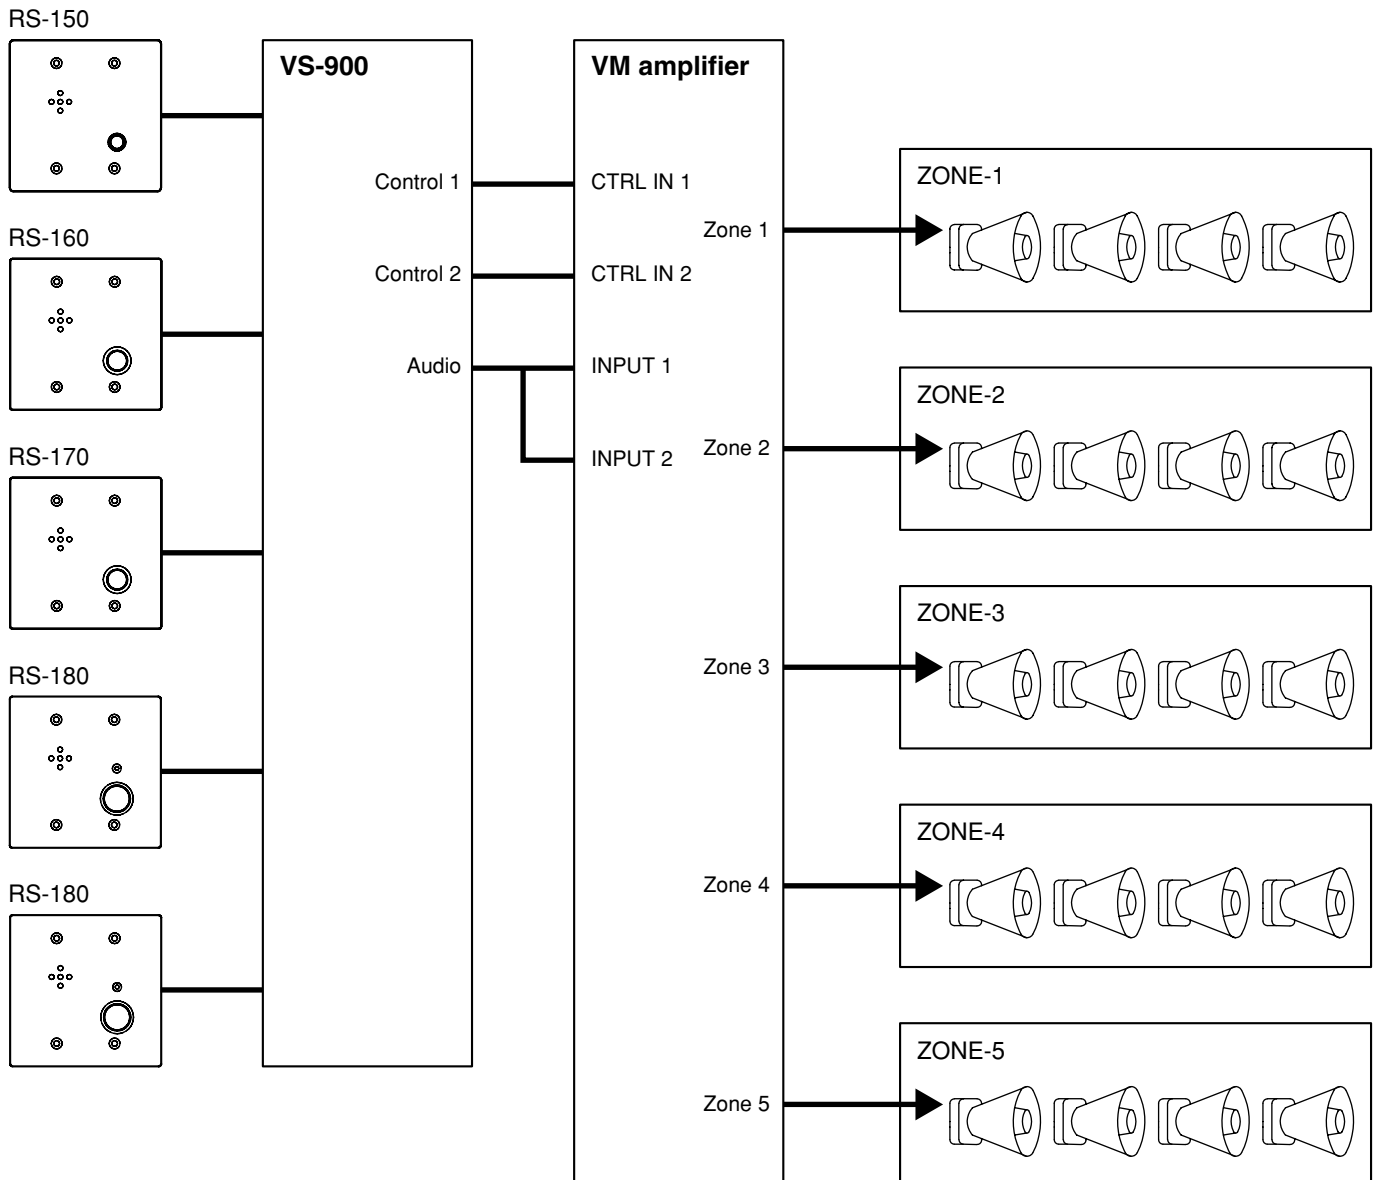 RS-150
RS-160
RS-170
RS-180
RS-180
VS-900
Control 1
Control 2
Audio
VM amplifier
CTRL IN 1
CTRL IN 2
INPUT 1
INPUT 2
Zone 1
Zone 2
Zone 3
Zone 4
Zone 5
ZONE-1
ZONE-2
ZONE-3
ZONE-4
ZONE-5